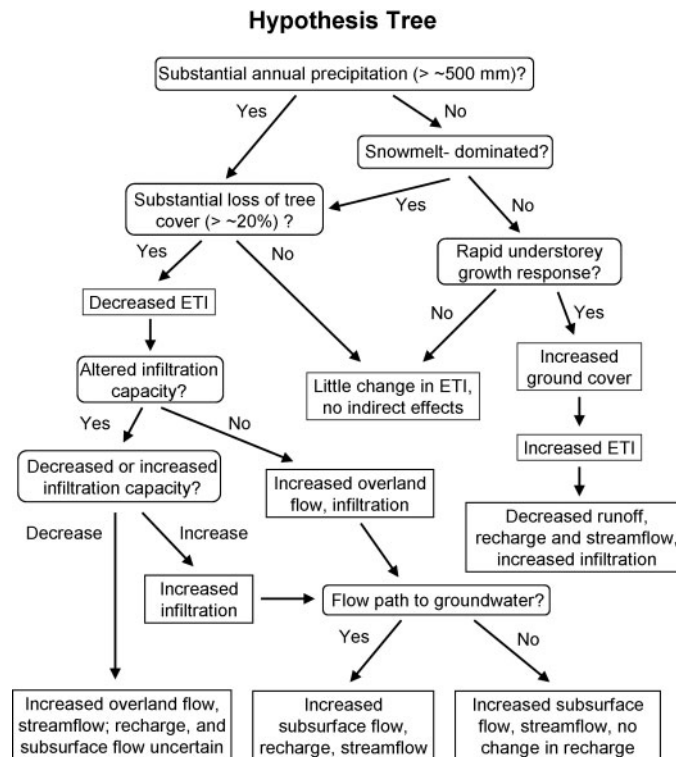 Hypothesis Tree
Substantial annual precipitation (> ~500 mm)?
Yes
No
Snowmelt- dominated?
Substantial loss of tree
cover (> ~20%) ?
Yes
No
Yes
No
Rapid understorey
growth response?
Decreased ETI
No
Yes
Altered infiltration
capacity?
Little change in ETI,
no indirect effects
Increased
ground cover
Yes
No
Increased ETI
Decreased or increased
infiltration capacity?
Increased overland
flow, infiltration
Decreased runoff,
recharge and streamflow,
increased infiltration
Decrease
Increase
Increased
infiltration
Flow path to groundwater?
Yes
No
Increased overland flow,
streamflow; recharge, and
subsurface flow uncertain
Increased
subsurface flow,
recharge, streamflow
Increased subsurface
flow, streamflow, no
change in recharge